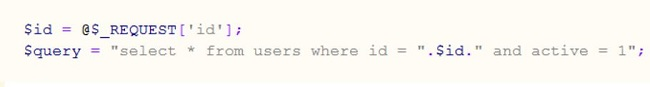 $id = @$_REQUEST['id'];
$query = "select * from users where id = ".$id." and active = 1";